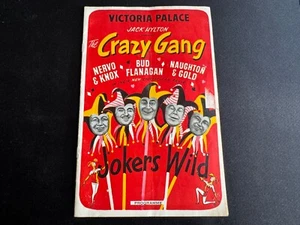 VICTORIA PALACE
JACK HYLTON
The Crazy Gang
NERVO & KNOX
BUD FLANAGAN
NAUGHTON & GOLD
Jokers Wild